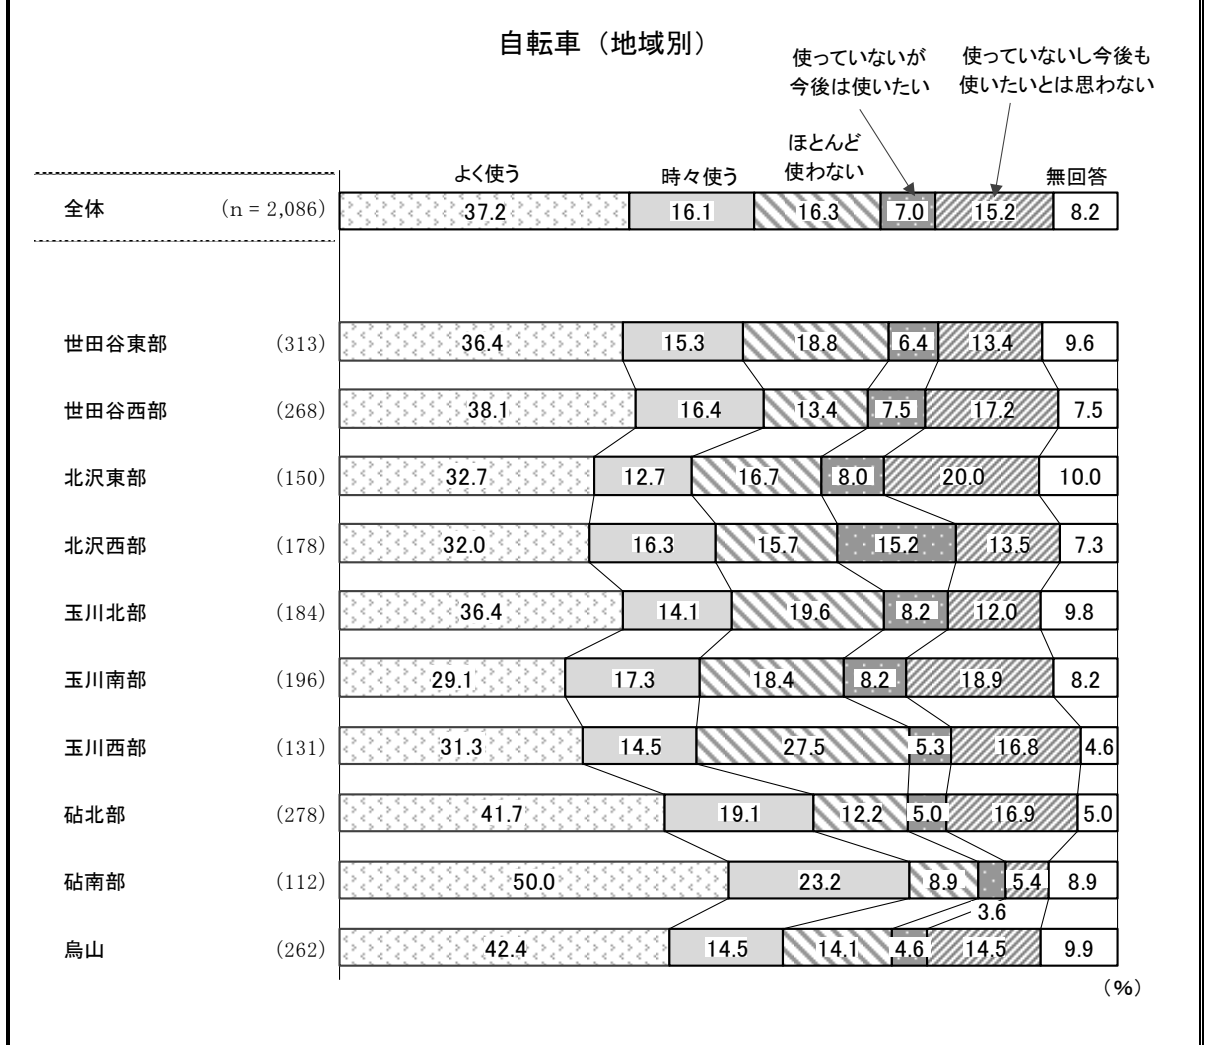 自転車（地域別）
使っていないが
今後は使いたい
使っていないし今後も
使いたいとは思わない
ほとんど
使わない
よく使う 時々使う 無回答
全体 (n = 2,086) 37.2 16.1 16.3 7.0 15.2 8.2
世田谷東部 (313) 36.4 15.3 18.8 6.4 13.4 9.6
世田谷西部 (268) 38.1 16.4 13.4 7.5 17.2 7.5
北沢東部 (150) 32.7 12.7 16.7 8.0 20.0 10.0
北沢西部 (178) 32.0 16.3 15.7 15.2 13.5 7.3
玉川北部 (184) 36.4 14.1 19.6 8.2 12.0 9.8
玉川南部 (196) 29.1 17.3 18.4 8.2 18.9 8.2
玉川西部 (131) 31.3 14.5 27.5 5.3 16.8 4.6
砧北部 (278) 41.7 19.1 12.2 5.0 16.9 5.0
砧南部 (112) 50.0 23.2 8.9 5.4 8.9
3.6
烏山 (262) 42.4 14.5 14.1 4.6 14.5 9.9
（%）